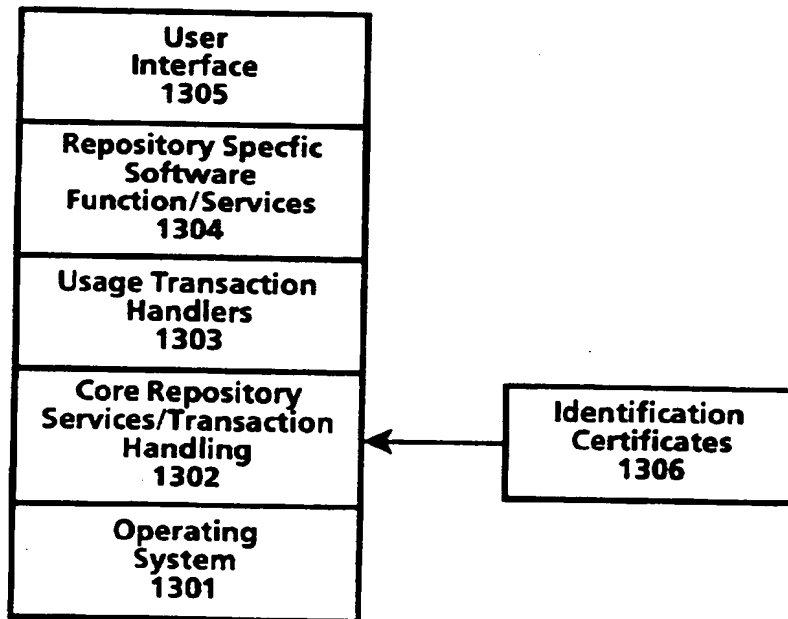 User
Interface
1305
Repository Specfic
Software
Function/Services
1304
Usage Transaction
Handlers
1303
Core Repository
Services/Transaction
Handling
1302
Identification
Certificates
1306
Operating
System
1301